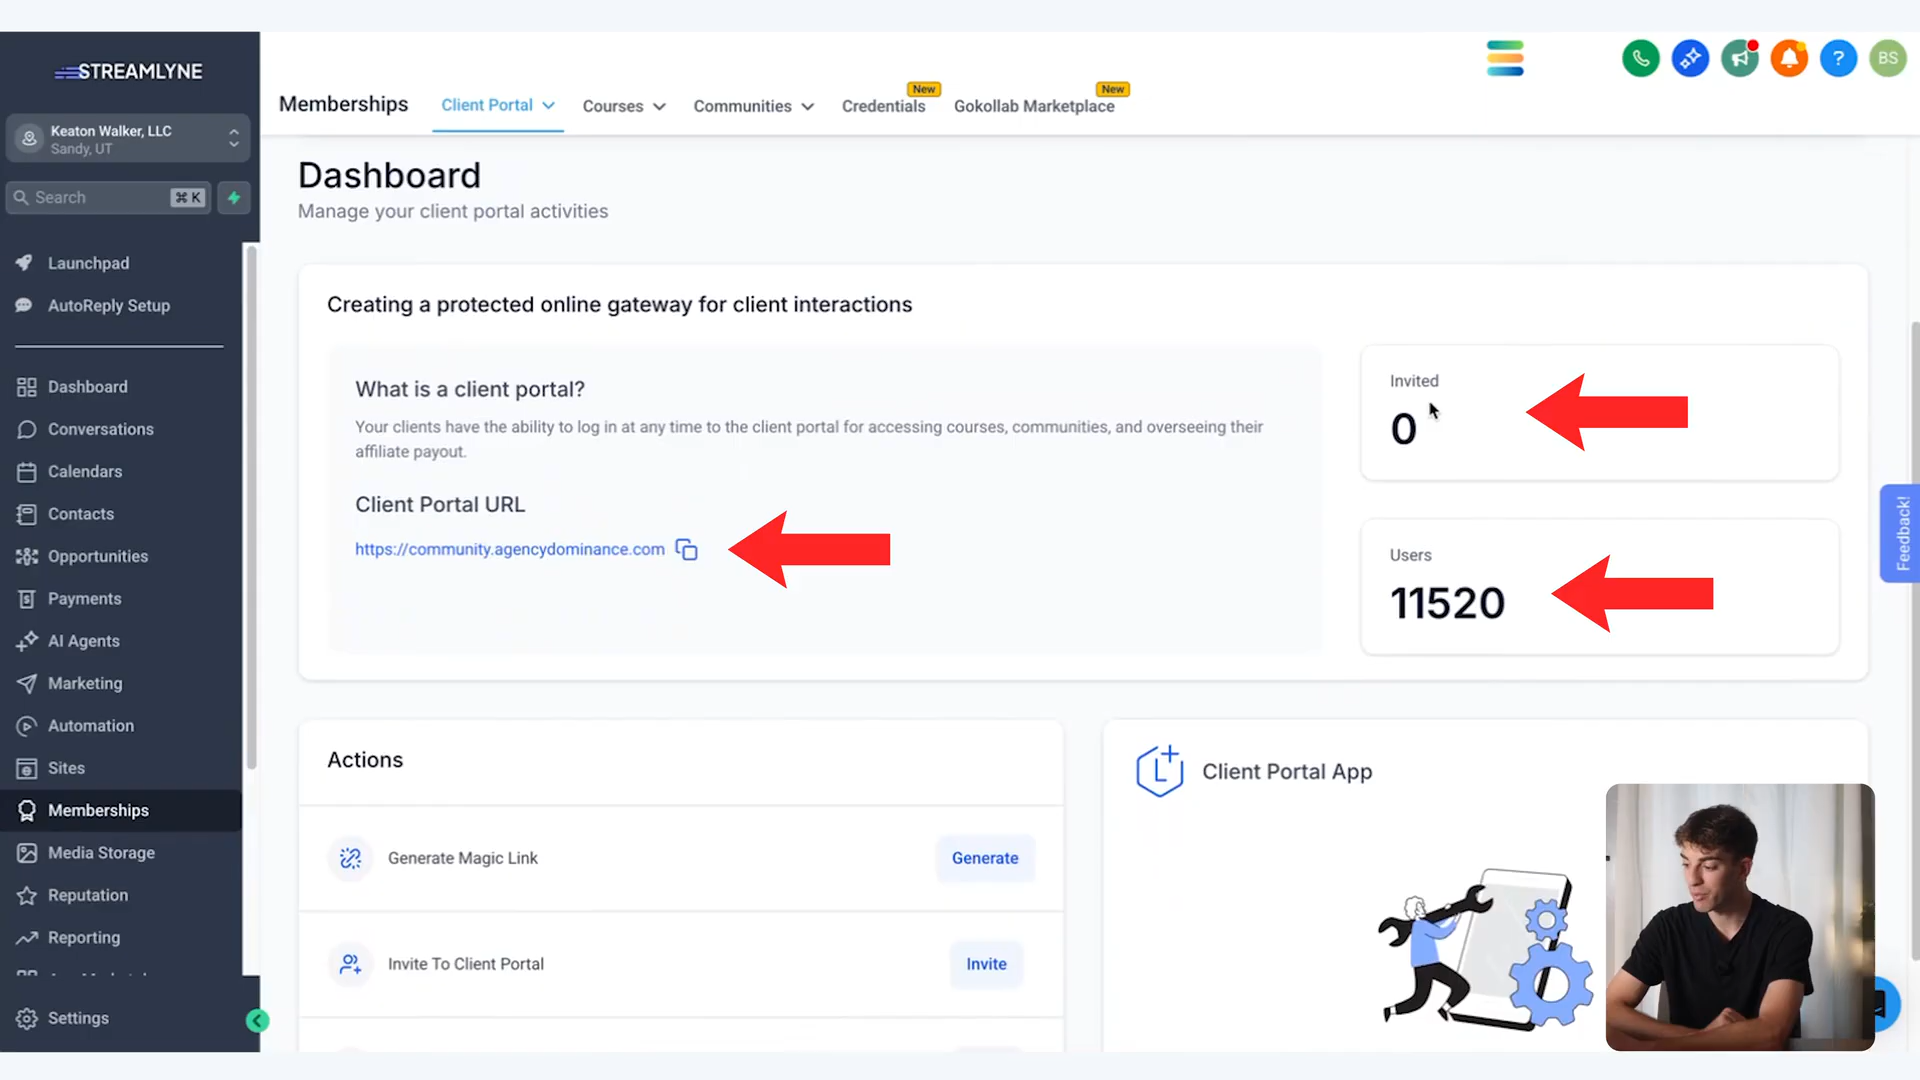 STREAMLYNE
Keaton Walker, LLC
Sandy, UT
Search
⌘ K
Launchpad
AutoReply Setup
Dashboard
Conversations
Calendars
Contacts
Opportunities
Payments
AI Agents
Marketing
Automation
Sites
Memberships
Media Storage
Reputation
Reporting
Settings
Memberships
Client Portal
Courses
Communities
Credentials
New
Gokollab Marketplace
New
?
BS
Dashboard
Manage your client portal activities
Creating a protected online gateway for client interactions
What is a client portal?
Your clients have the ability to log in at any time to the client portal for accessing courses, communities, and overseeing their
affiliate payout.
Client Portal URL
https://community.agencydominance.com
Invited
0
Users
11520
Feedback!
Actions
Generate Magic Link
Generate
Invite To Client Portal
Invite
Client Portal App